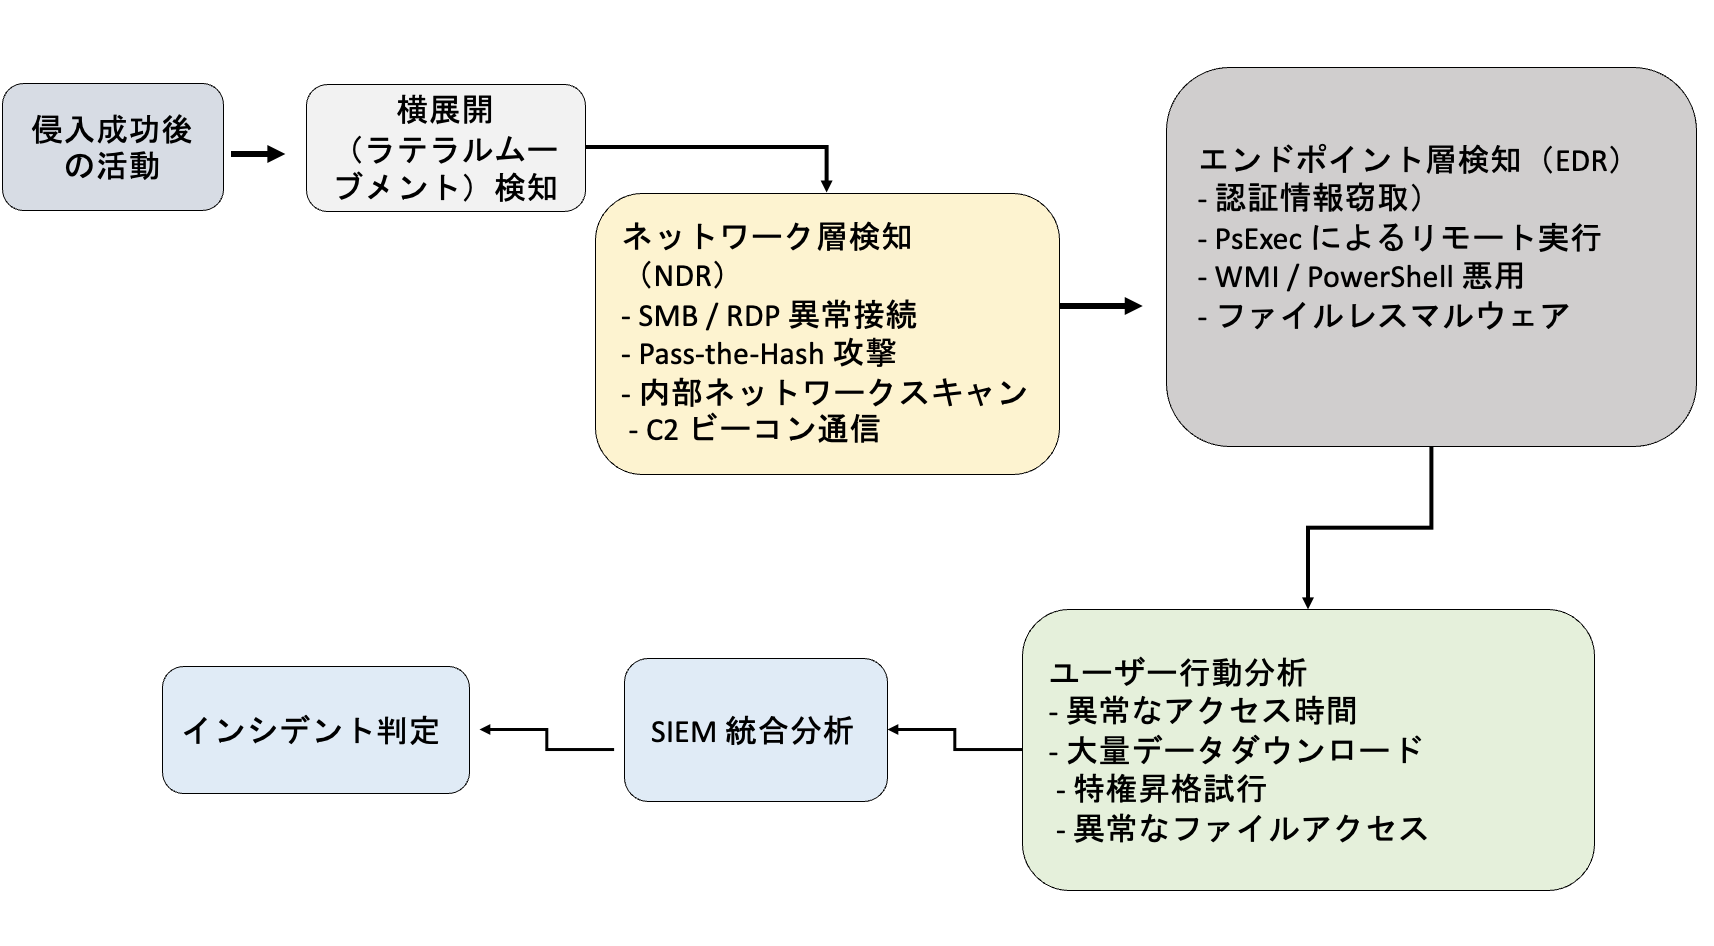 侵入成功後
の活動
横展開
（ラテラルムー
ブメント）検知
ネットワーク層検知
（NDR）
- SMB / RDP 異常接続
- Pass-the-Hash 攻撃
- 内部ネットワークスキャン
- C2 ビーコン通信
エンドポイント層検知（EDR）
- 認証情報窃取）
- PsExec によるリモート実行
- WMI / PowerShell 悪用
- ファイルレスマルウェア
ユーザー行動分析
- 異常なアクセス時間
- 大量データダウンロード
- 特権昇格試行
- 異常なファイルアクセス
SIEM 統合分析
インシデント判定